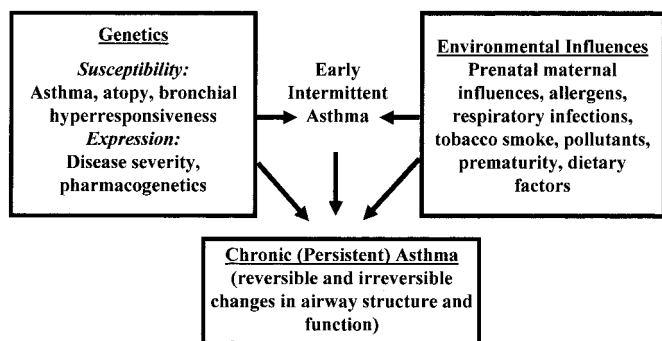 Genetics
Susceptibility:
Asthma, atopy, bronchial
hyperresponsiveness
Expression:
Disease severity,
pharmacogenetics
Early
Intermittent
Asthma
Environmental Influences
Prenatal maternal
influences, allergens,
respiratory infections,
tobacco smoke, pollutants,
prematurity, dietary
factors
Chronic (Persistent) Asthma
(reversible and irreversible
changes in airway structure and
function)